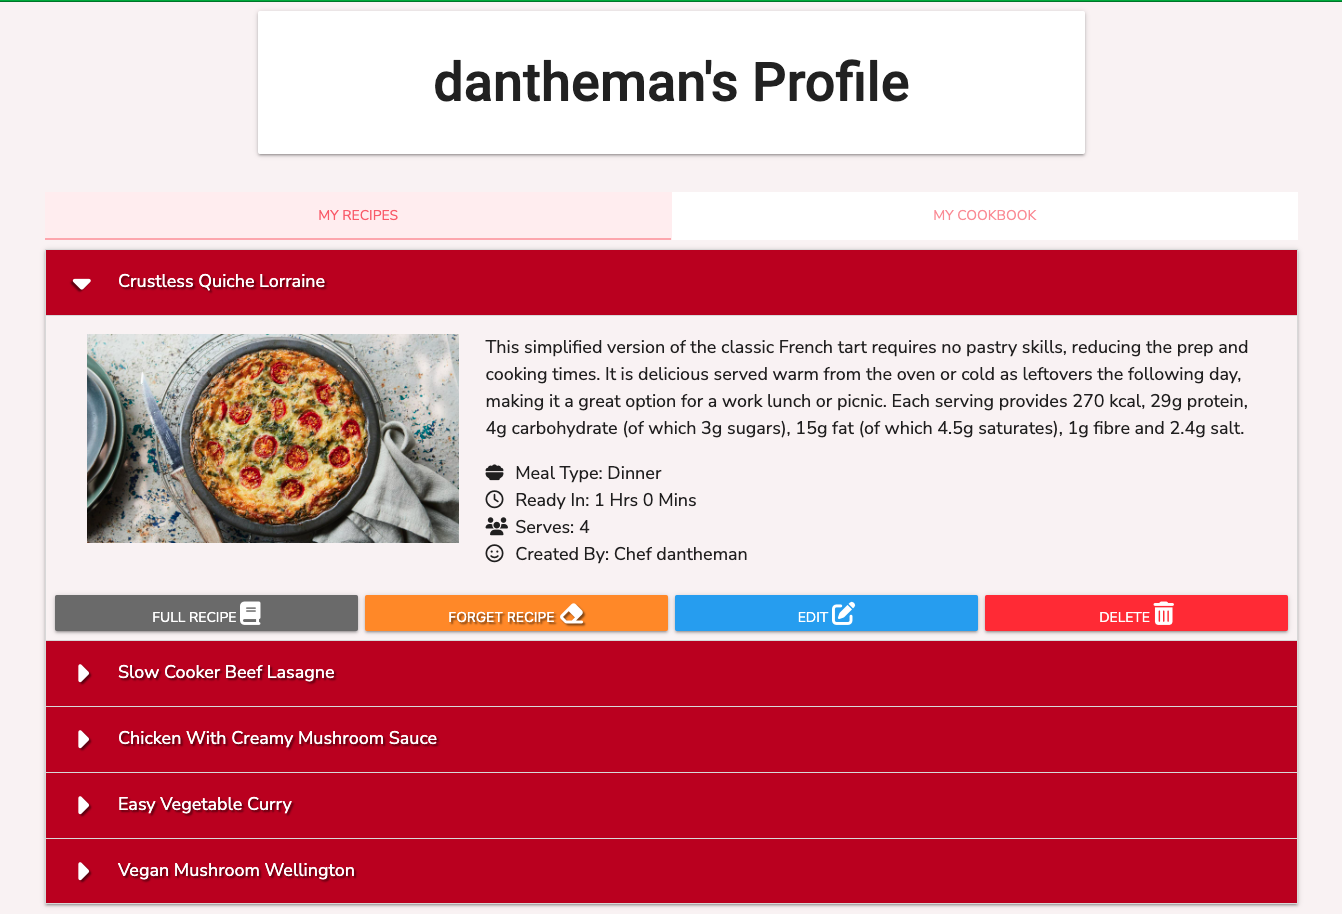 dantheman's Profile
MY RECIPES
MY COOKBOOK
Crustless Quiche Lorraine
This simplified version of the classic French tart requires no pastry skills, reducing the prep and
cooking times. It is delicious served warm from the oven or cold as leftovers the following day,
making it a great option for a work lunch or picnic. Each serving provides 270 kcal, 29g protein,
4g carbohydrate (of which 3g sugars), 15g fat (of which 4.5g saturates), 1g fibre and 2.4g salt.
Meal Type: Dinner
Ready In: 1 Hrs 0 Mins
Serves: 4
Created By: Chef dantheman
FULL RECIPE
FORGET RECIPE
EDIT
DELETE
Slow Cooker Beef Lasagne
Chicken With Creamy Mushroom Sauce
Easy Vegetable Curry
Vegan Mushroom Wellington